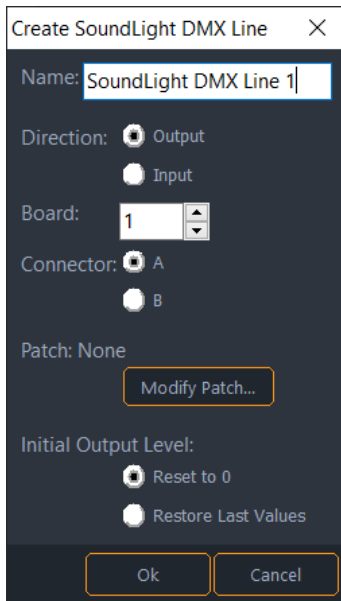 Create SoundLight DMX Line
Name: SoundLight DMX Line 1
Direction: Output
Input
Board: 1
Connector: A
B
Patch: None
Modify Patch...
Initial Output Level:
Reset to 0
Restore Last Values
Ok Cancel